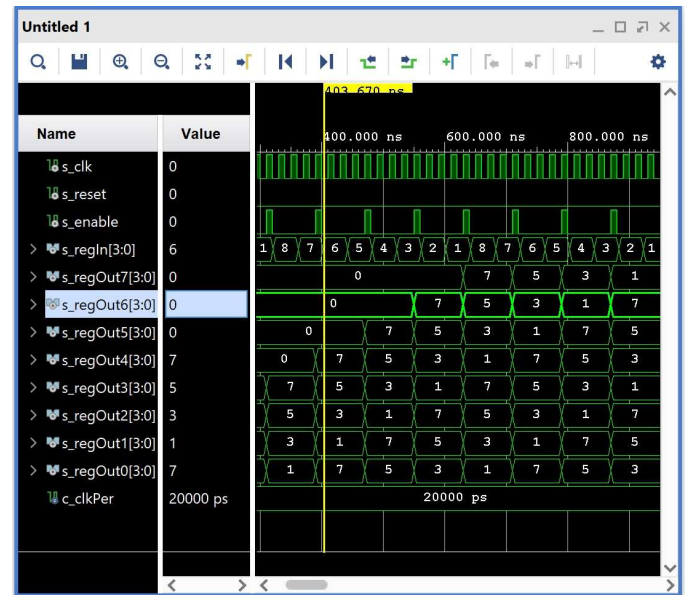 Untitled 1
403.670 ns
Name Value
400.000 ns 600.000 ns 800.000 ns
s_clk 0
s_reset 0
s_enable 0
s_regIn[3:0] 6 1 8 7 6 5 4 3 2 1 8 7 6 5 4 3 2 1
s_regOut7[3:0] 0 0 7 5 3 1
s_regOut6[3:0] 0 0 7 5 3 1 7
s_regOut5[3:0] 0 0 7 5 3 1 7 5
s_regOut4[3:0] 7 0 7 5 3 1 7 5 3
s_regOut3[3:0] 5 7 5 3 1 7 5 3 1
s_regOut2[3:0] 3 5 3 1 7 5 3 1 7
s_regOut1[3:0] 1 3 1 7 5 3 1 7 5
s_regOut0[3:0] 7 1 7 5 3 1 7 5 3
c_clkPer 20000 ps 20000 ps